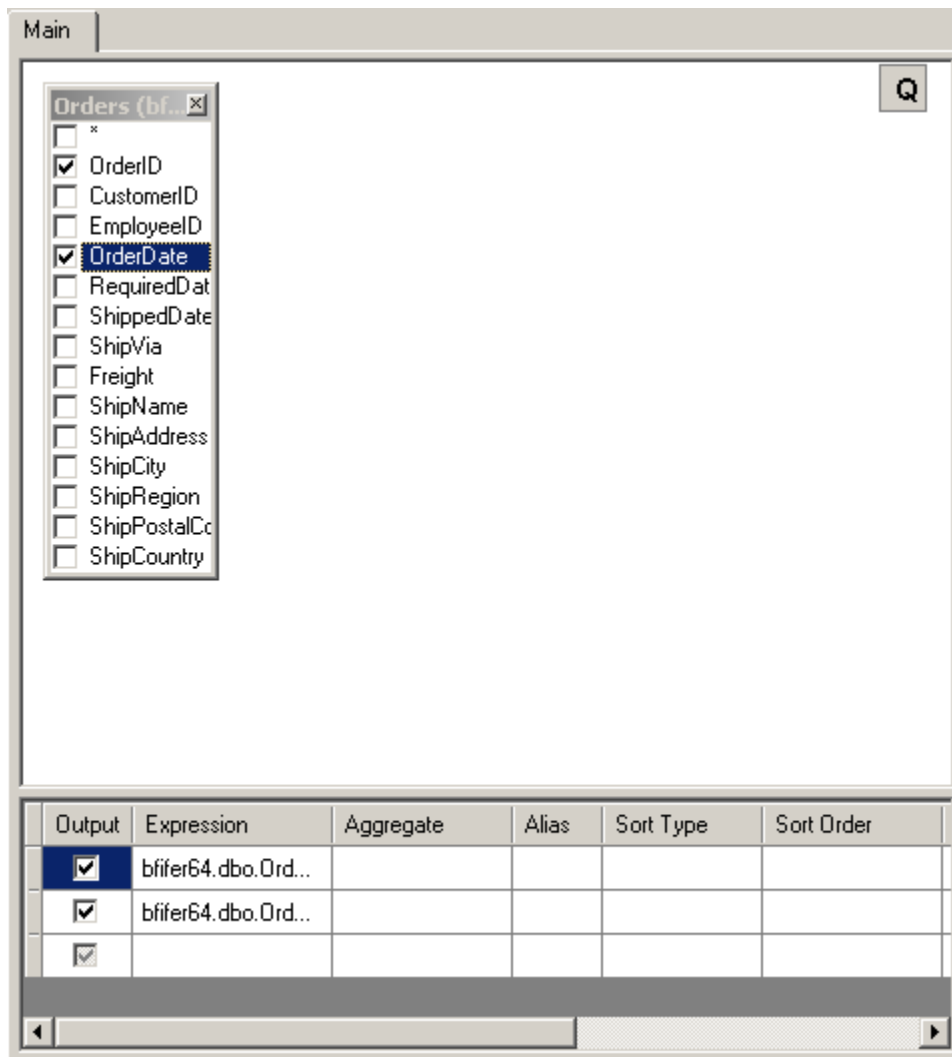 Main
Q
Orders (bf...
*
OrderID
CustomerID
EmployeeID
OrderDate
RequiredDat
ShippedDate
ShipVia
Freight
ShipName
ShipAddress
ShipCity
ShipRegion
ShipPostalCo
ShipCountry
Output Expression Aggregate Alias Sort Type Sort Order
bfifer64.dbo.Ord...
bfifer64.dbo.Ord...